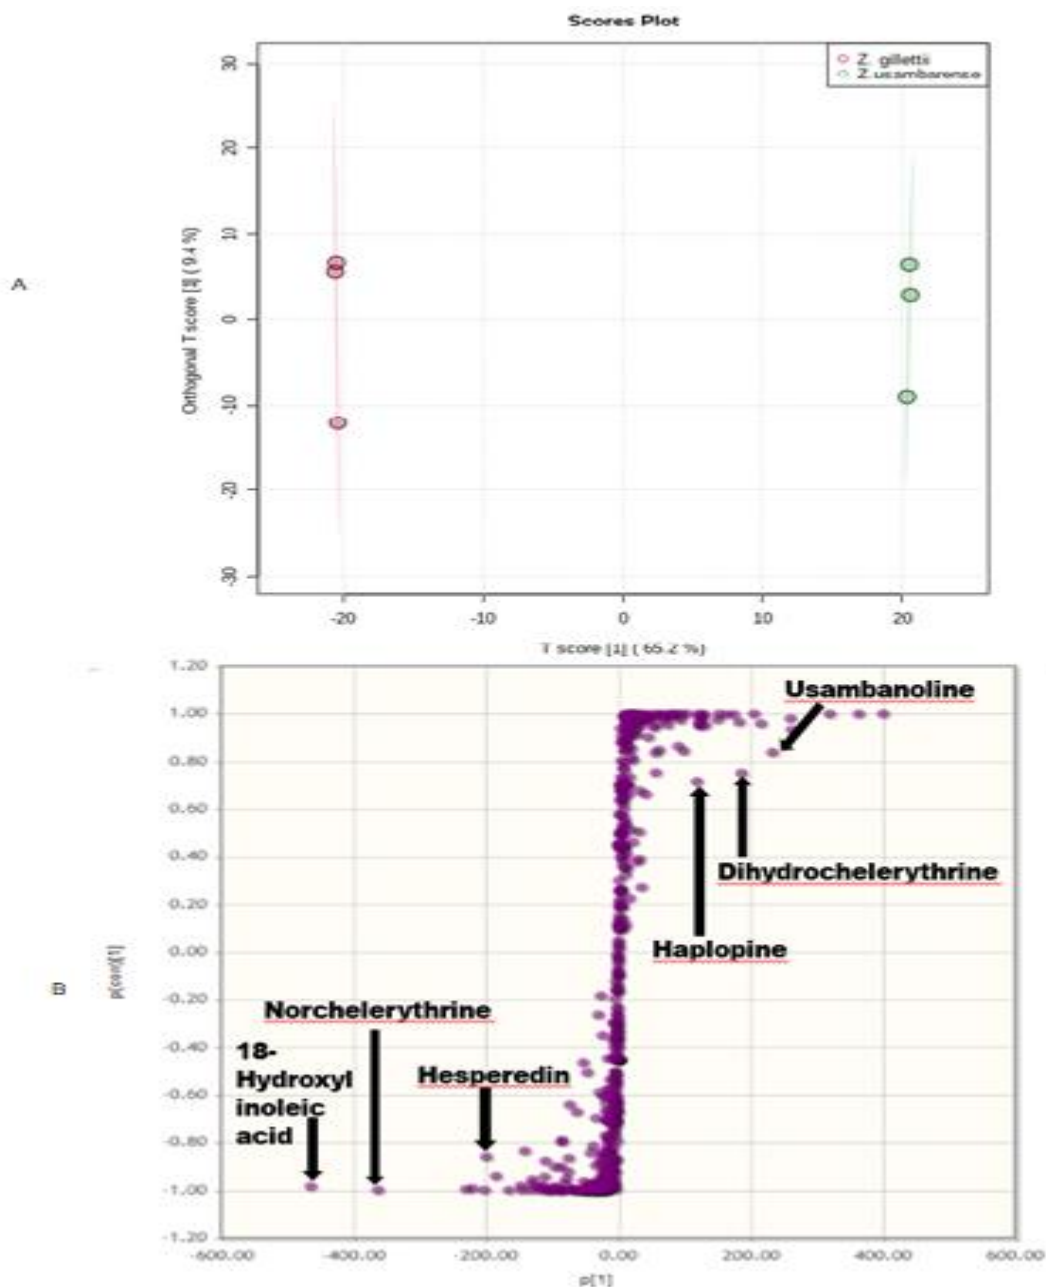 Scores Plot
Z. gillettii
Z.usambarense
30
20
10
0
-10
-20
-30
Orthogonal T score [1] ( 9.4 %)
A
-20
-10
0
10
20
T score [1] ( 65.2 %)
1.20
1.00
0.80
0.60
0.40
0.20
0.00
-0.20
-0.40
-0.60
-0.80
-1.00
-1.20
p(corr)[1]
B
Usambanoline
Dihydrochelerythrine
Haplopine
Norchelerythrine
18-
Hydroxyl
inoleic
acid
Hesperedin
-600.00
-400.00
-200.00
0.00
200.00
400.00
600.00
p[1]